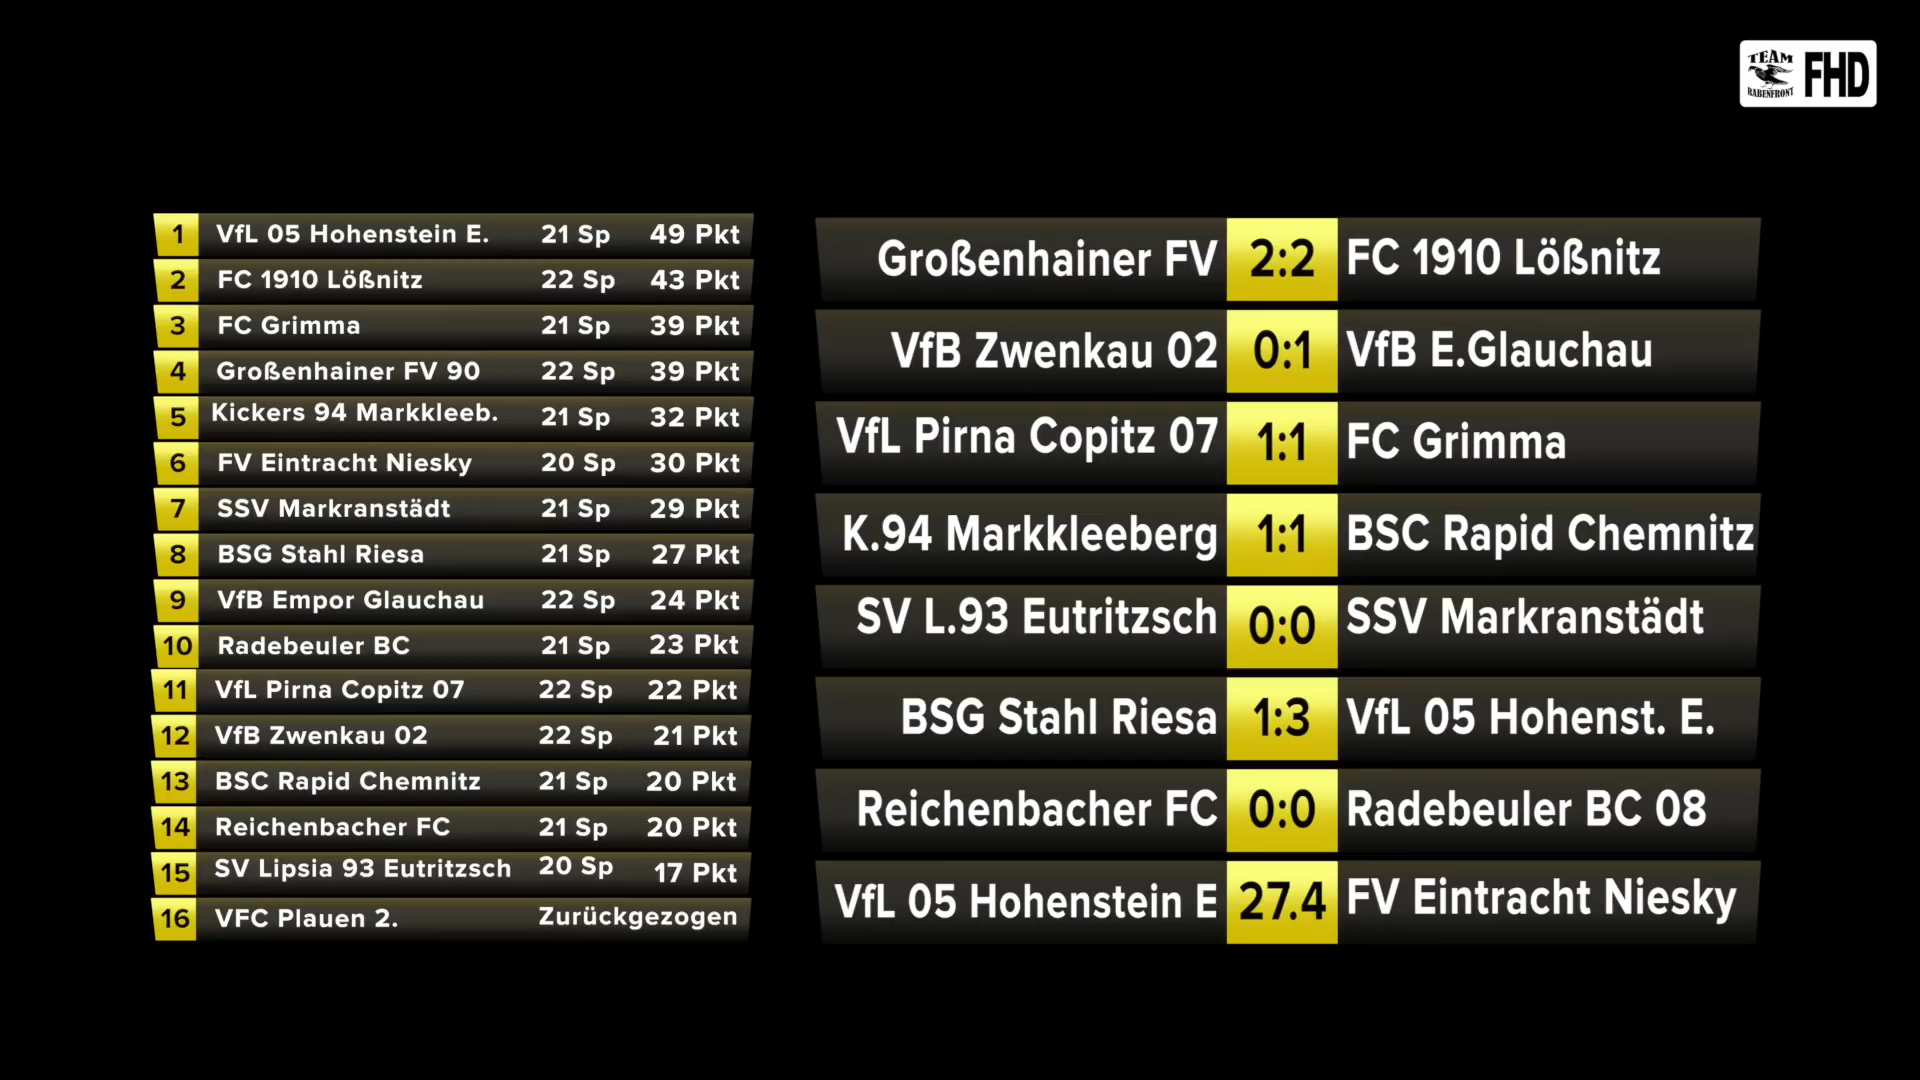 TEAM
RABENFRONT
FHD
1 VfL 05 Hohenstein E. 21 Sp 49 Pkt
2 FC 1910 Lößnitz 22 Sp 43 Pkt
3 FC Grimma 21 Sp 39 Pkt
4 Großenhainer FV 90 22 Sp 39 Pkt
5 Kickers 94 Markkleeb. 21 Sp 32 Pkt
6 FV Eintracht Niesky 20 Sp 30 Pkt
7 SSV Markranstädt 21 Sp 29 Pkt
8 BSG Stahl Riesa 21 Sp 27 Pkt
9 VfB Empor Glauchau 22 Sp 24 Pkt
10 Radebeuler BC 21 Sp 23 Pkt
11 VfL Pirna Copitz 07 22 Sp 22 Pkt
12 VfB Zwenkau 02 22 Sp 21 Pkt
13 BSC Rapid Chemnitz 21 Sp 20 Pkt
14 Reichenbacher FC 21 Sp 20 Pkt
15 SV Lipsia 93 Eutritzsch 20 Sp 17 Pkt
16 VFC Plauen 2. Zurückgezogen
Großenhainer FV 2:2 FC 1910 Lößnitz
VfB Zwenkau 02 0:1 VfB E.Glauchau
VfL Pirna Copitz 07 1:1 FC Grimma
K.94 Markkleeberg 1:1 BSC Rapid Chemnitz
SV L.93 Eutritzsch 0:0 SSV Markranstädt
BSG Stahl Riesa 1:3 VfL 05 Hohenst. E.
Reichenbacher FC 0:0 Radebeuler BC 08
VfL 05 Hohenstein E 27.4 FV Eintracht Niesky